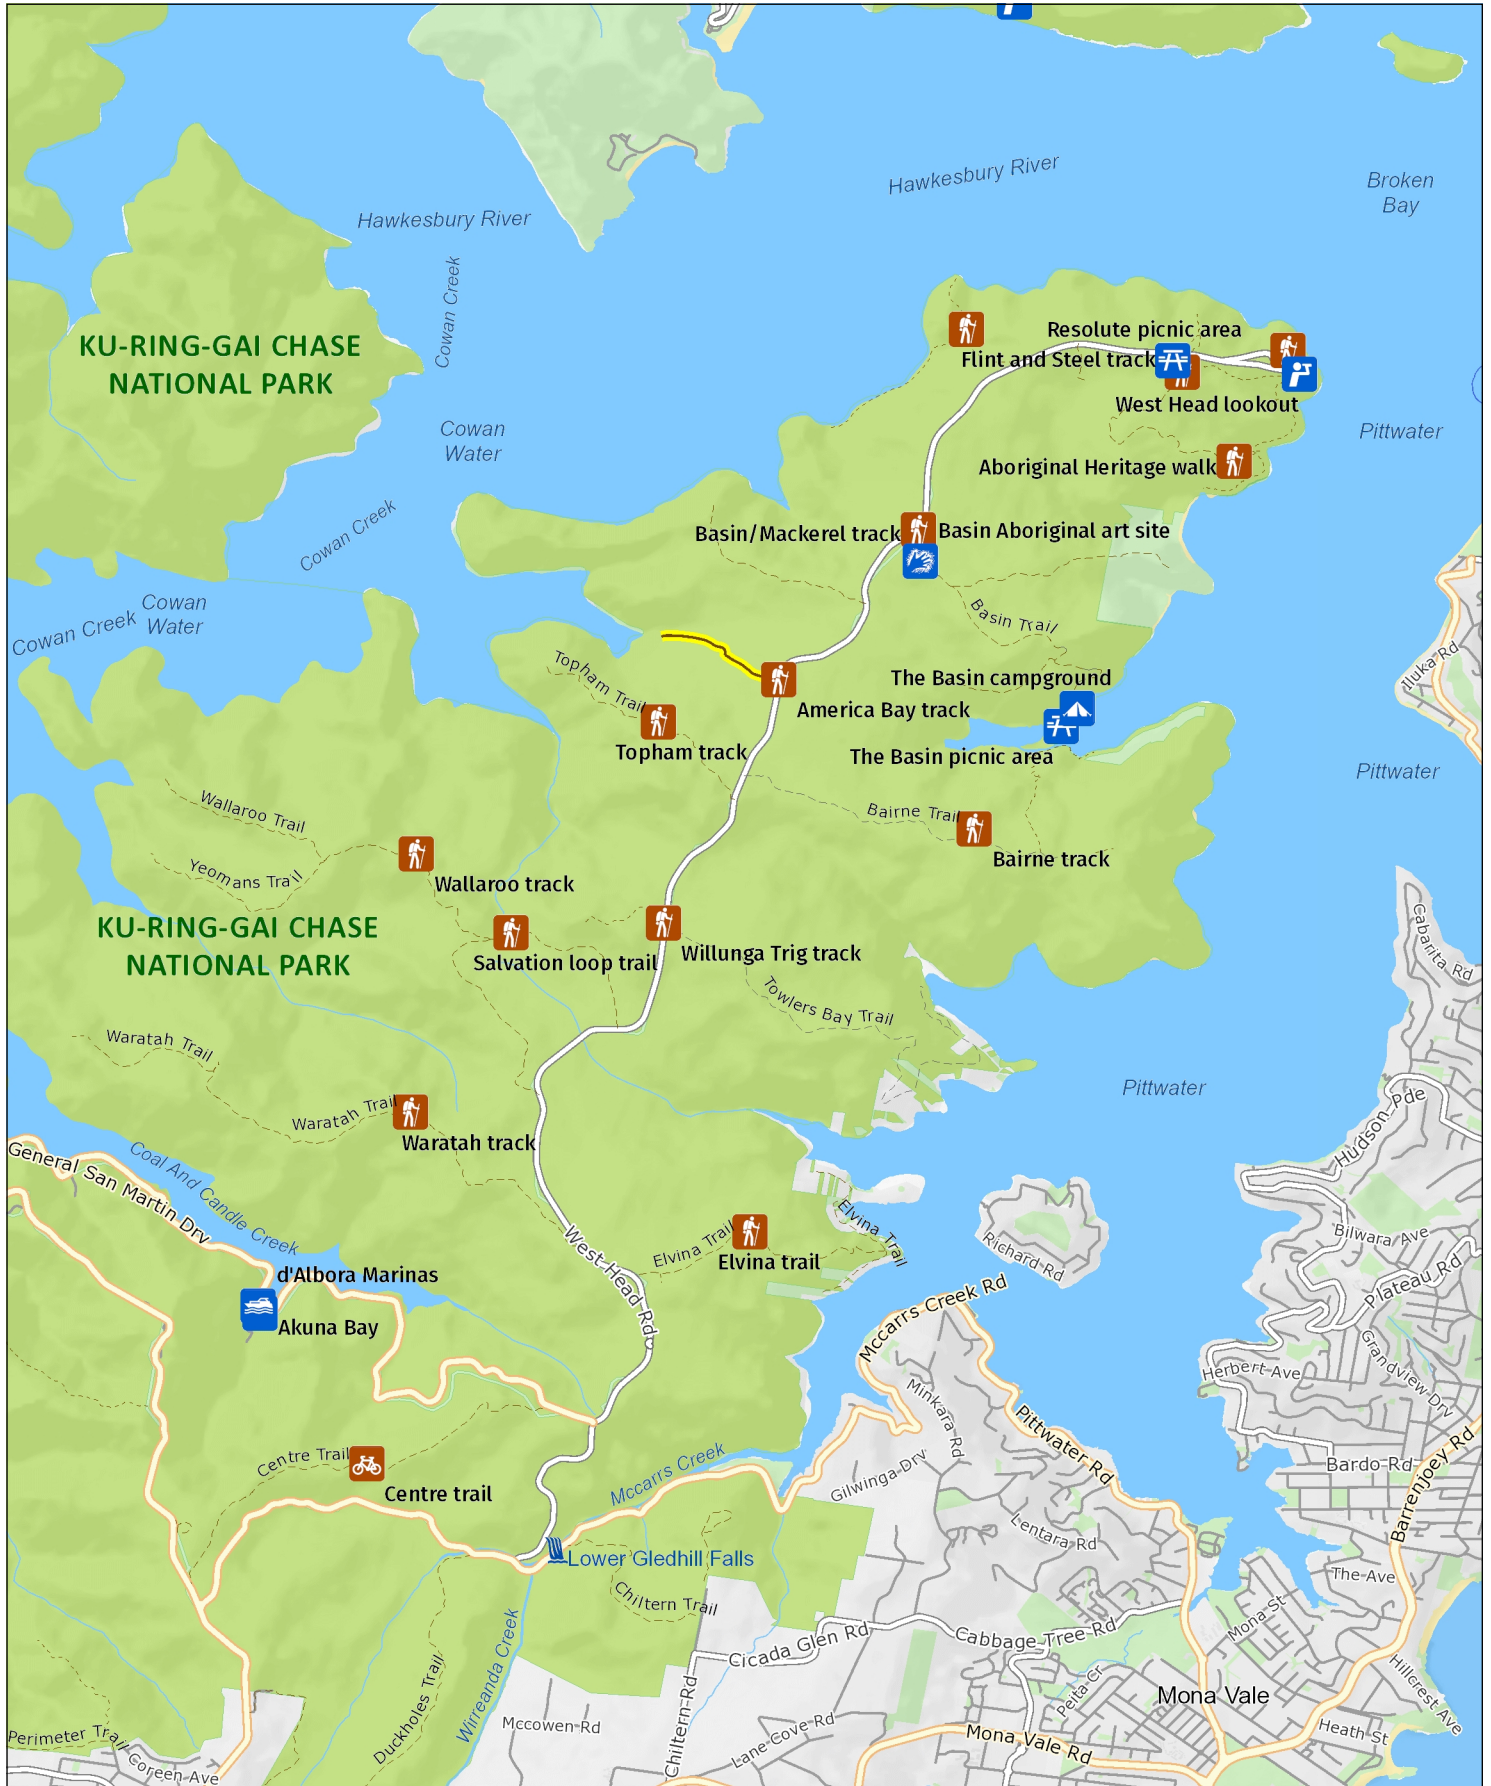 Hawkesbury River
Broken
Bay
Hawkesbury River
Cowan Creek
KU-RING-GAI CHASE
NATIONAL PARK
Resolute picnic area
Flint and Steel track
West Head lookout
Cowan
Water
Pittwater
Aboriginal Heritage walk
Cowan Creek
Basin/Mackerel track
Basin Aboriginal art site
Cowan
Water
Cowan Creek
Basin Trail
Iluka Rd
Topham Trail
The Basin campground
America Bay track
Topham track
The Basin picnic area
Pittwater
Wallaroo Trail
Bairne Trail
Bairne track
Yeomans Trail
Wallaroo track
KU-RING-GAI CHASE
NATIONAL PARK
Salvation loop trail
Willunga Trig track
Cabarita Rd
Towlers Bay Trail
Waratah Trail
Pittwater
Waratah Trail
Waratah track
Hudson Pde
General San Martin Drv
Coal And Candle Creek
West Head Rd
Elvina Trail
Elvina trail
Elvina Trail
Richard Rd
Bilwara Ave
Plateau Rd
d'Albora Marinas
Akuna Bay
Mccarrs Creek Rd
Herbert Ave
Grandview Drv
Minkara Rd
Pittwater Rd
Centre Trail
Centre trail
Mccarrs Creek
Gilwinga Drv
Bardo Rd
Barrenjoey Rd
Lentara Rd
Lower Gledhill Falls
Chiltern Trail
The Ave
Mona St
Wirreanda Creek
Duckholes Trail
Cicada Glen Rd
Cabbage Tree Rd
Peita Cr
Mona Vale
Hillcrest Ave
Chiltern Rd
Mccowen Rd
Lane Cove Rd
Mona Vale Rd
Heath St
Perimeter Trail
Coreen Ave